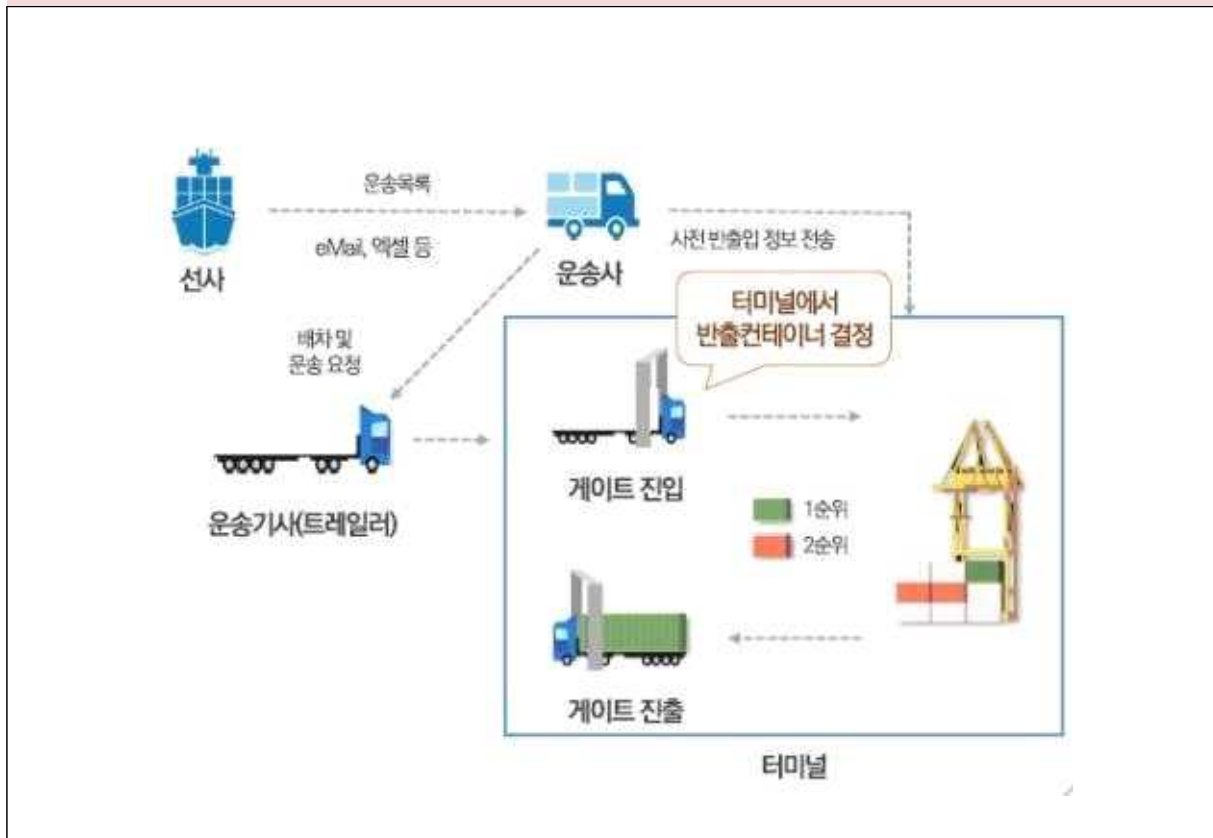 운송목록
eMail, 엑셀 등
선사
운송사
사전 반출입 정보 전송
터미널에서
반출컨테이너 결정
배차 및
운송 요청
게이트 진입
운송기사(트레일러)
1순위
2순위
게이트 진출
터미널